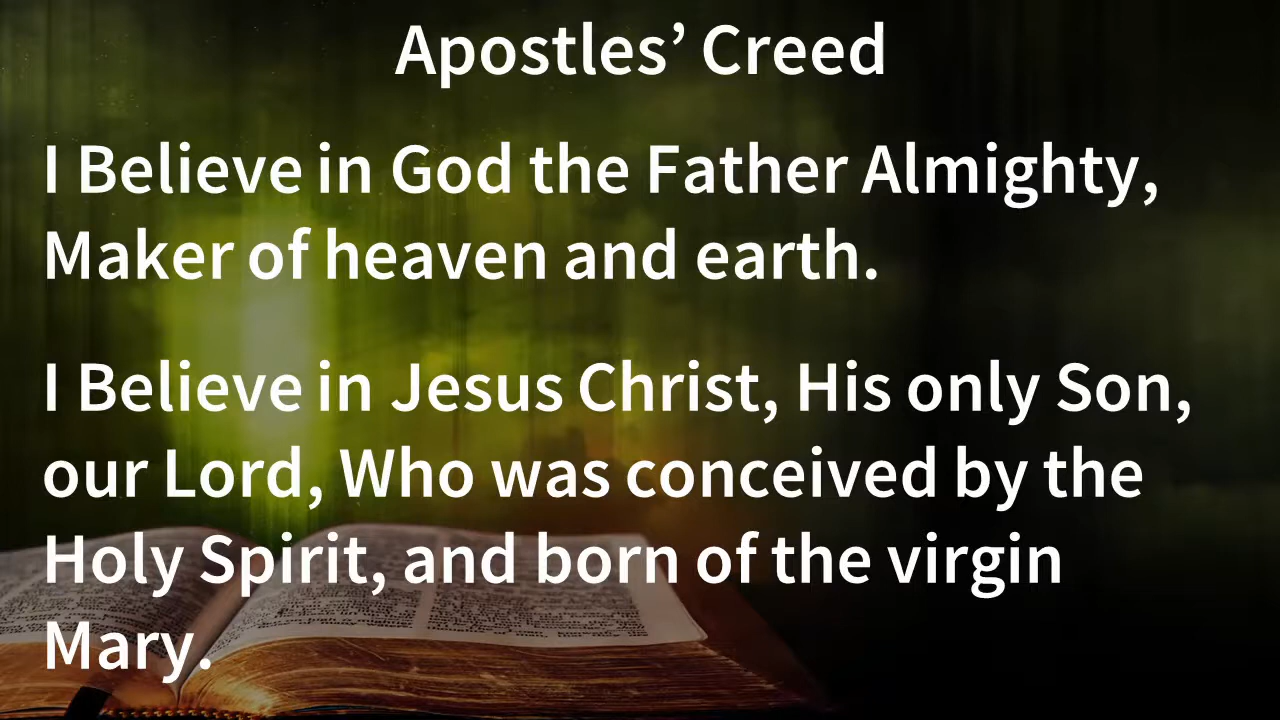 Apostles’ Creed
I Believe in God the Father Almighty,
Maker of heaven and earth.
I Believe in Jesus Christ, His only Son,
our Lord, Who was conceived by the
Holy Spirit, and born of the virgin
Mary.